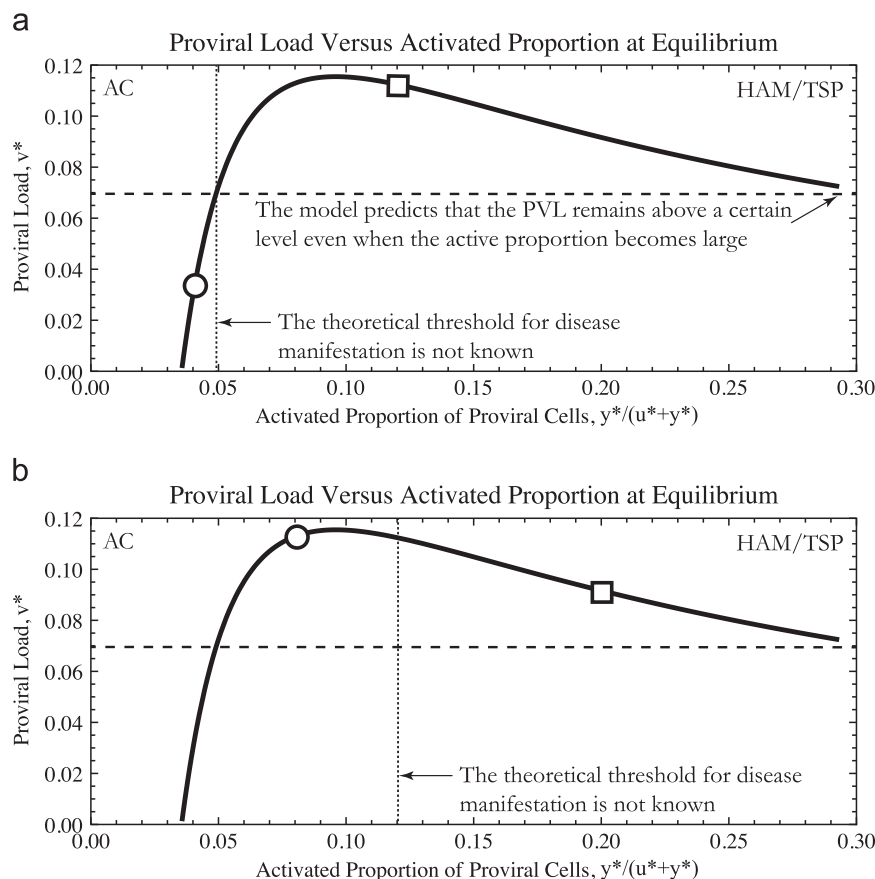 a
Proviral Load Versus Activated Proportion at Equilibrium
0.12
AC
HAM/TSP
0.10
0.08
0.06
0.04
0.02
0.00
Proviral Load, v*
The model predicts that the PVL remains above a certain
level even when the active proportion becomes large
The theoretical threshold for disease
manifestation is not known
0.00 0.05 0.10 0.15 0.20 0.25 0.30
Activated Proportion of Proviral Cells, y*/(u*+y*)
b
Proviral Load Versus Activated Proportion at Equilibrium
0.12
AC
HAM/TSP
0.10
0.08
0.06
0.04
0.02
0.00
Proviral Load, v*
The theoretical threshold for disease
manifestation is not known
0.00 0.05 0.10 0.15 0.20 0.25 0.30
Activated Proportion of Proviral Cells, y*/(u*+y*)